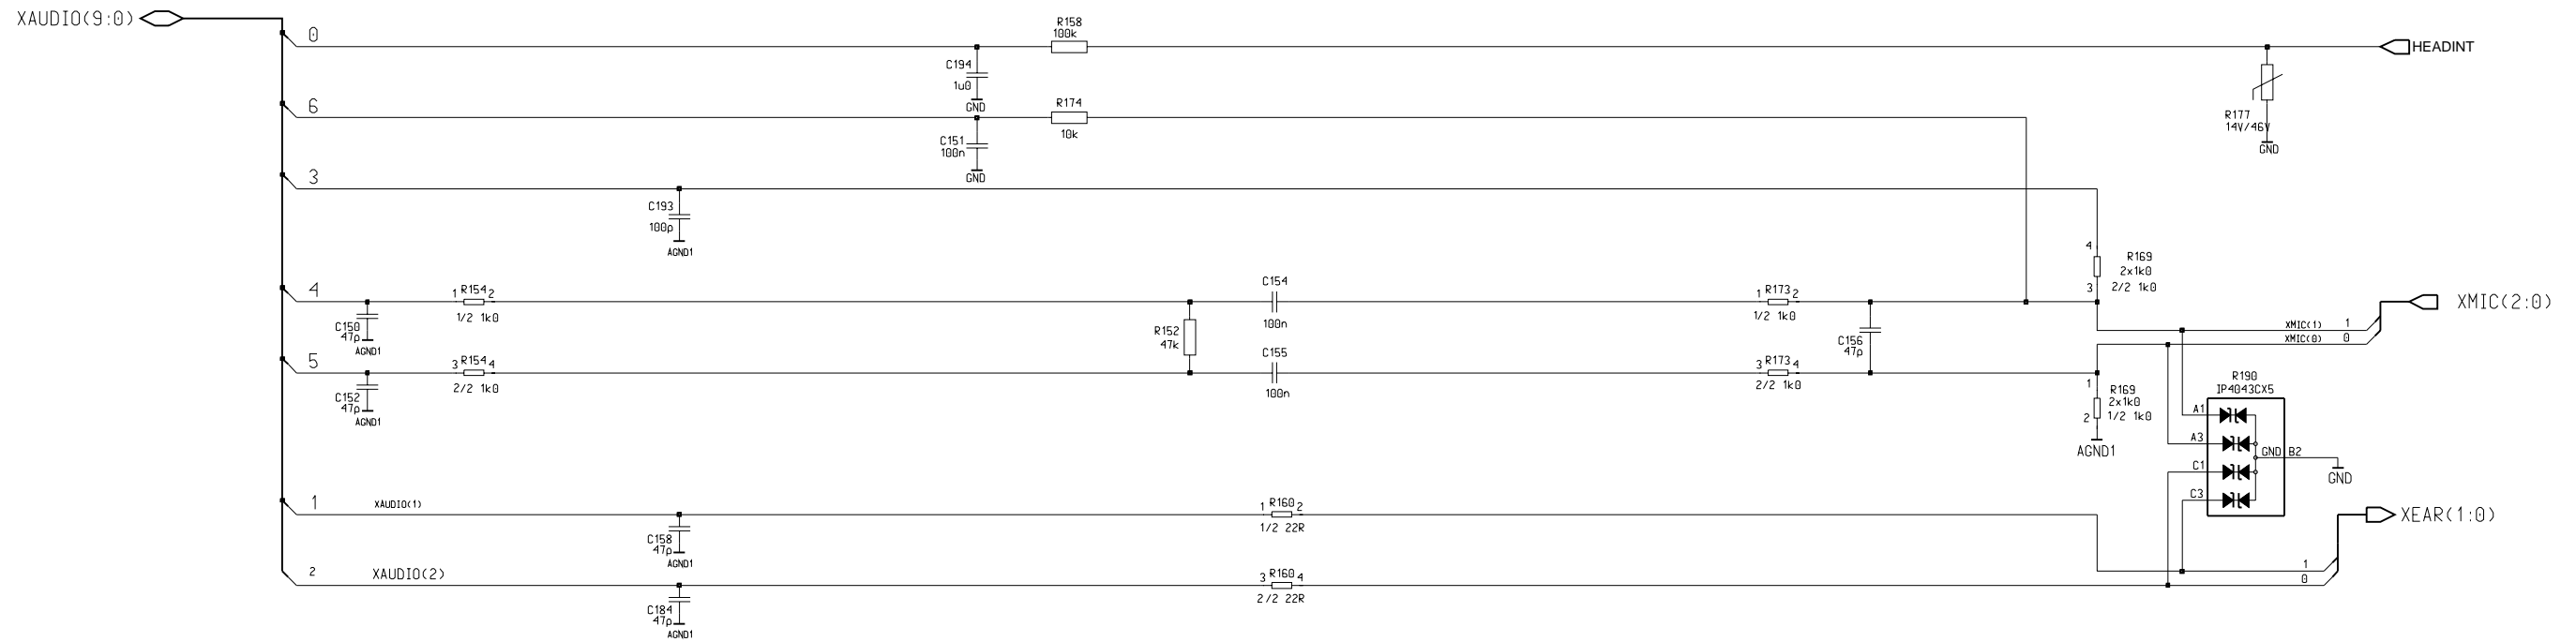 XAUDIO(9:0)
0
R158
100k
HEADINT
C194
1u0
GND
R177
14V/46V
GND
6
R174
10k
C151
100n
GND
3
C193
100p
AGND1
4
R169
2x1k0
2/2 1k0
3
4
C150
47p
AGND1
1 R154 2
1/2 1k0
C154
100n
R152
47k
1 R173 2
1/2 1k0
C156
47p
XMIC(2:0)
XMIC(1) 1
XMIC(0) 0
5
C152
47p
AGND1
3 R154 4
2/2 1k0
C155
100n
3 R173 4
2/2 1k0
1
R169
2x1k0
1/2 1k0
2
AGND1
R190
IP4043CX5
A1
A3
C1
C3
GND B2
GND
1 XAUDIO(1)
C158
47p
AGND1
1 R160 2
1/2 22R
XEAR(1:0)
1
0
2 XAUDIO(2)
C184
47p
AGND1
3 R160 4
2/2 22R